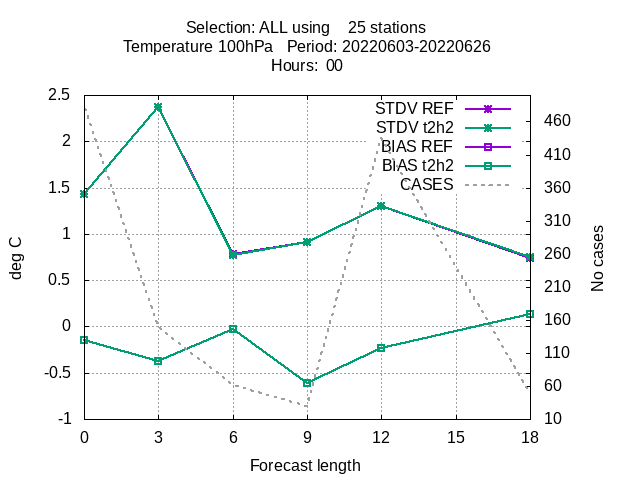 Selection: ALL using 25 stations
Temperature 100hPa Period: 20220603-20220626
Hours: 00
2.5
2
1.5
1
0.5
0
-0.5
-1
deg C
STDV REF
STDV t2h2
BIAS REF
BIAS t2h2
CASES
460
410
360
310
260
210
160
110
60
10
No cases
0 3 6 9 12 15 18
Forecast length